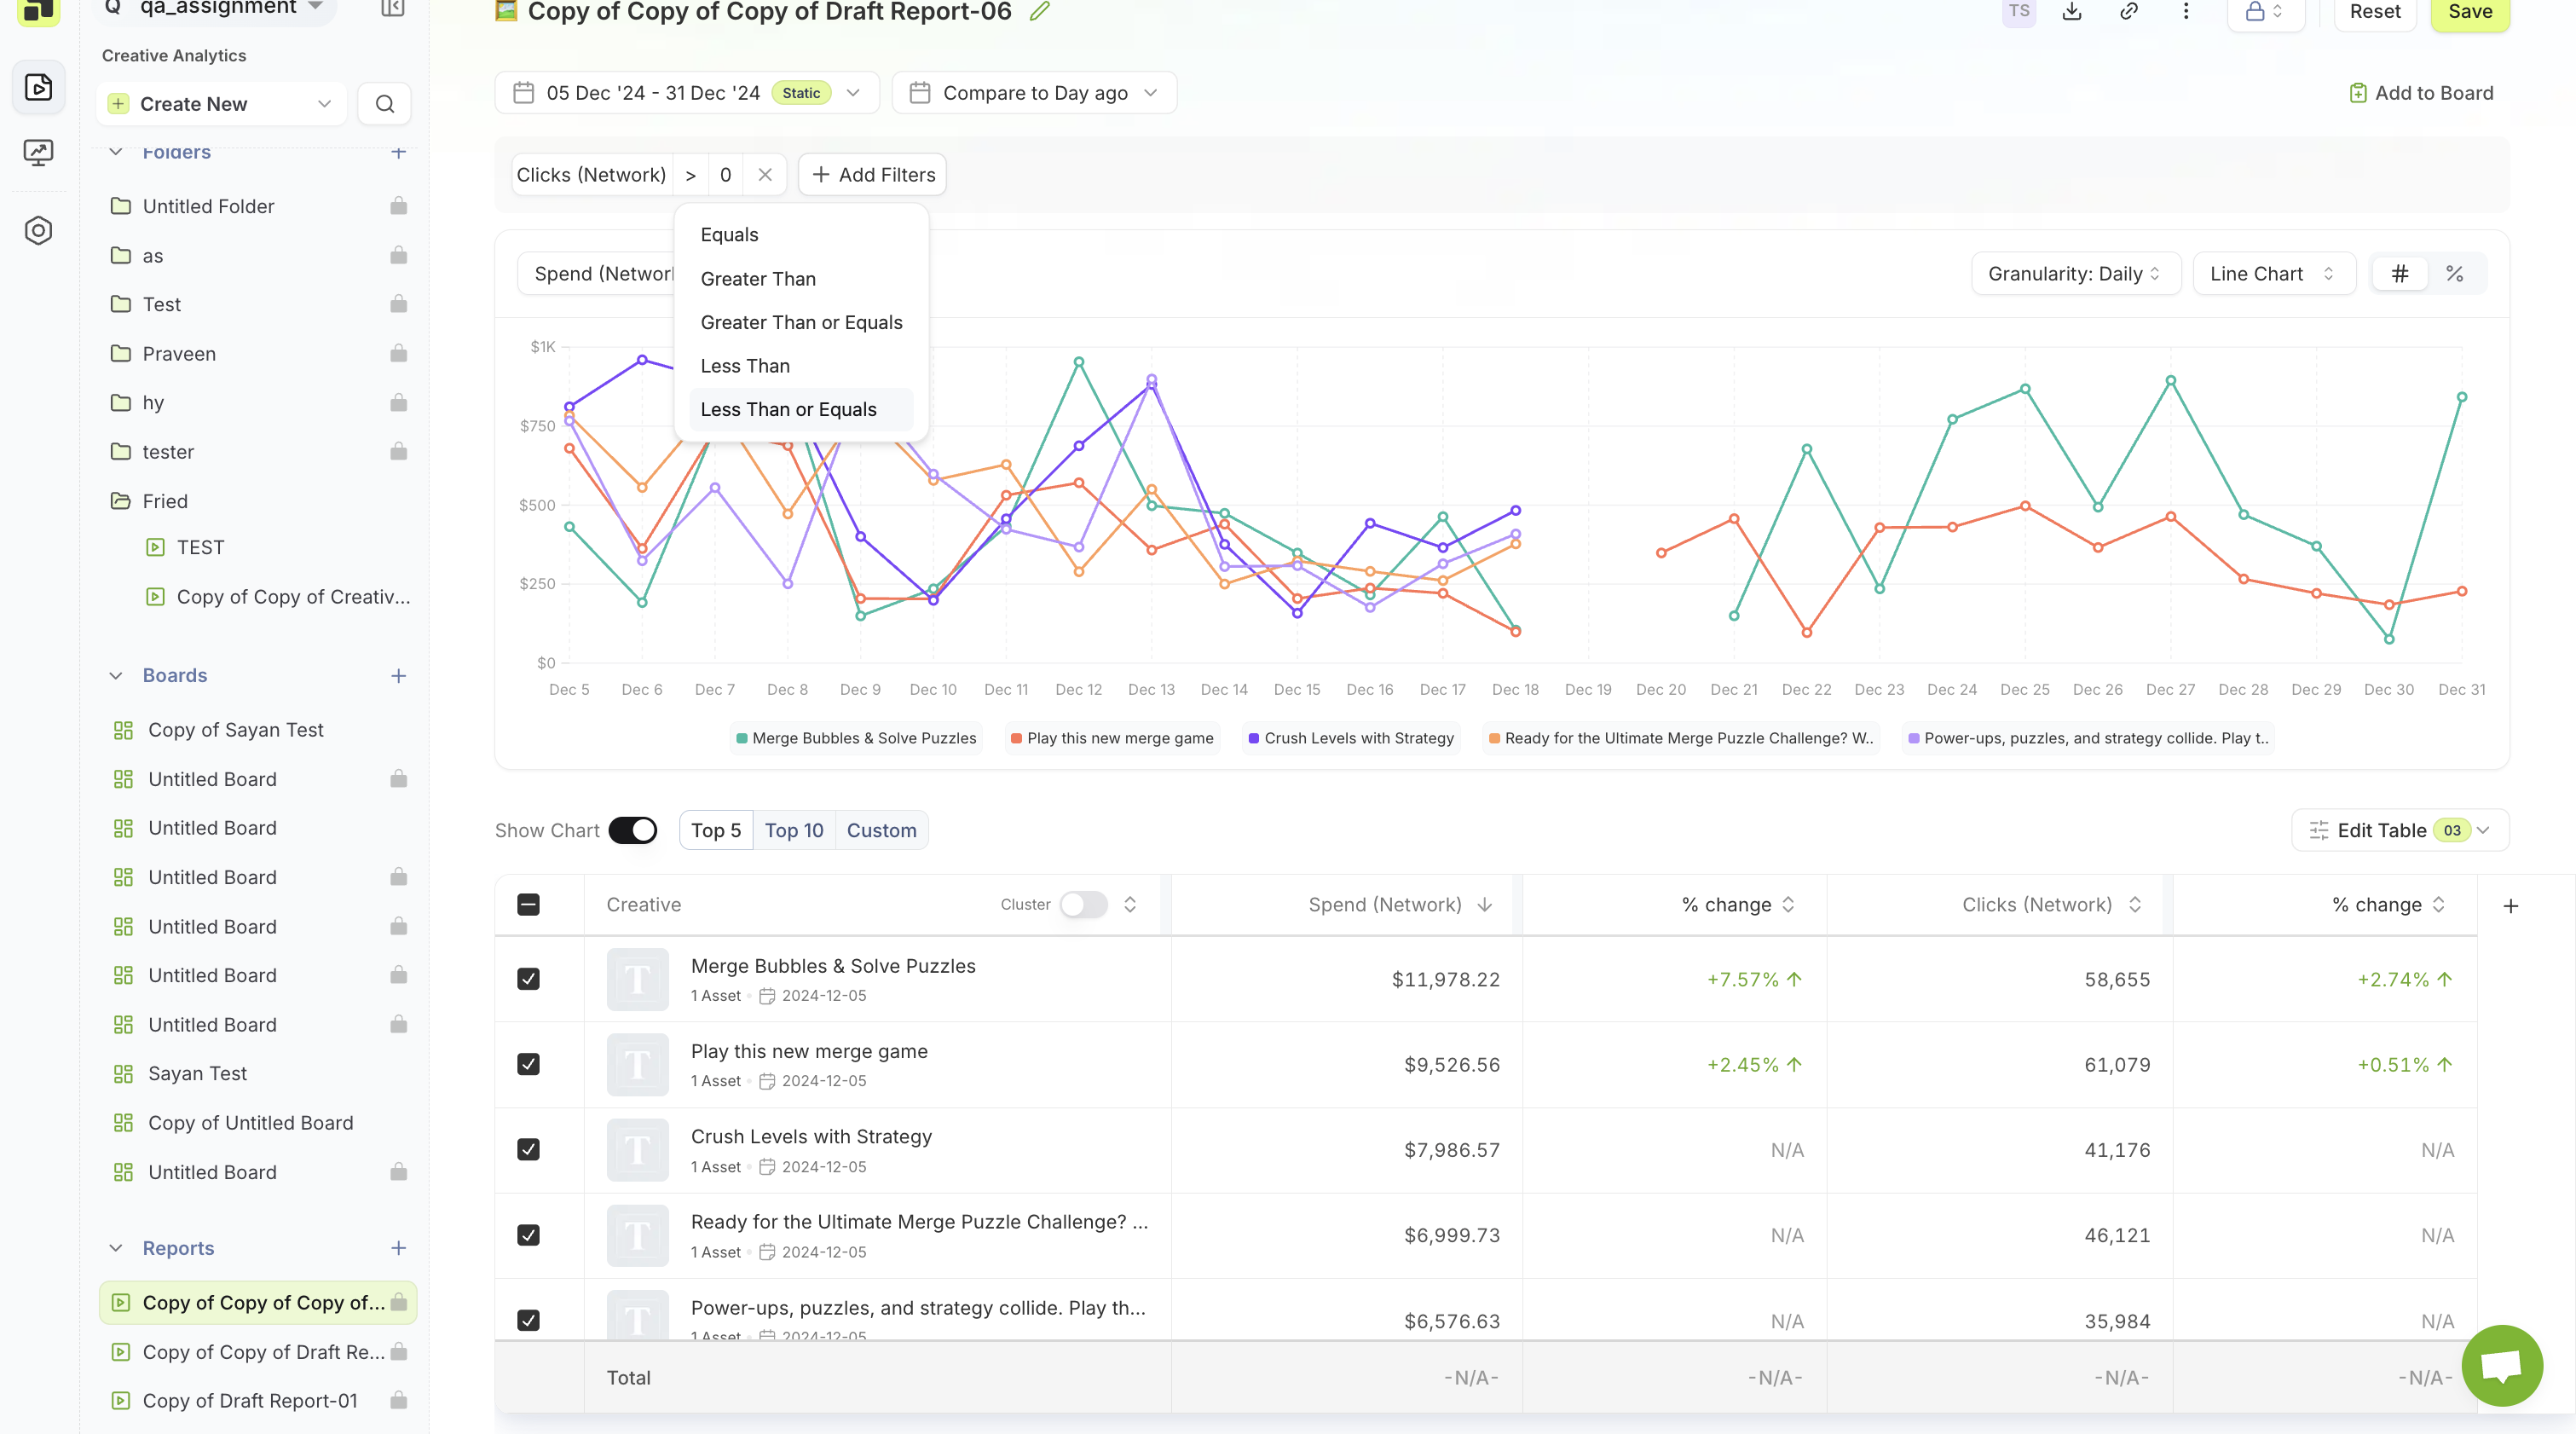 Q qa_assignment
Creative Analytics
Create New
Folders
Untitled Folder
as
Test
Praveen
hy
tester
Fried
TEST
Copy of Copy of Creativ...
Boards
Copy of Sayan Test
Untitled Board
Untitled Board
Untitled Board
Untitled Board
Untitled Board
Untitled Board
Sayan Test
Copy of Untitled Board
Untitled Board
Reports
Copy of Copy of Copy of...
Copy of Copy of Draft Re...
Copy of Draft Report-01
Copy of Copy of Copy of Draft Report-06
TS
Reset
Save
05 Dec '24 - 31 Dec '24 Static
Compare to Day ago
Add to Board
Clicks (Network) > 0
Add Filters
Equals
Greater Than
Greater Than or Equals
Less Than
Less Than or Equals
Spend (Networ
Granularity: Daily
Line Chart
# %
$1K
$750
$500
$250
$0
Dec 5 Dec 6 Dec 7 Dec 8 Dec 9 Dec 10 Dec 11 Dec 12 Dec 13 Dec 14 Dec 15 Dec 16 Dec 17 Dec 18 Dec 19 Dec 20 Dec 21 Dec 22 Dec 23 Dec 24 Dec 25 Dec 26 Dec 27 Dec 28 Dec 29 Dec 30 Dec 31
Merge Bubbles & Solve Puzzles Play this new merge game Crush Levels with Strategy Ready for the Ultimate Merge Puzzle Challenge? W.. Power-ups, puzzles, and strategy collide. Play t..
Show Chart Top 5 Top 10 Custom
Edit Table 03
Creative Cluster Spend (Network) % change Clicks (Network) % change
T Merge Bubbles & Solve Puzzles $11,978.22 +7.57% 58,655 +2.74%
1 Asset 2024-12-05
T Play this new merge game $9,526.56 +2.45% 61,079 +0.51%
1 Asset 2024-12-05
T Crush Levels with Strategy $7,986.57 N/A 41,176 N/A
1 Asset 2024-12-05
T Ready for the Ultimate Merge Puzzle Challenge? ... $6,999.73 N/A 46,121 N/A
1 Asset 2024-12-05
T Power-ups, puzzles, and strategy collide. Play th... $6,576.63 N/A 35,984 N/A
1 Asset 2024-12-05
Total -N/A- -N/A- -N/A- -N/A-